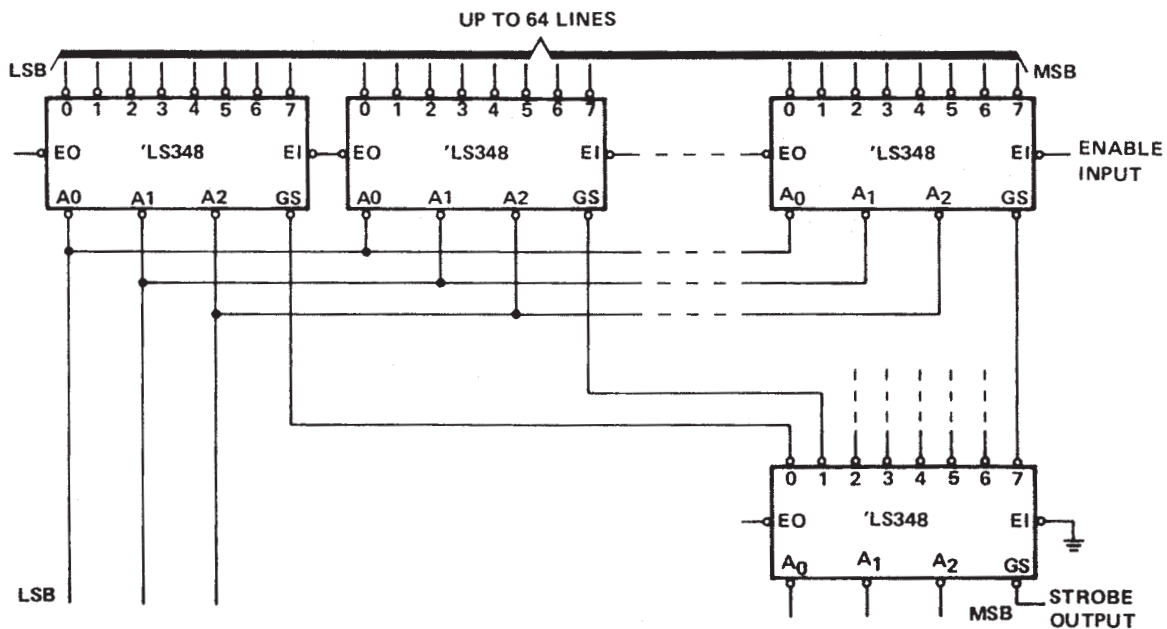 UP TO 64 LINES
LSB
MSB
0 1 2 3 4 5 6 7
0 1 2 3 4 5 6 7
0 1 2 3 4 5 6 7
EO 'LS348 EI
EO 'LS348 EI
EO 'LS348 EI
ENABLE
INPUT
A0 A1 A2 GS
A0 A1 A2 GS
A0 A1 A2 GS
0 1 2 3 4 5 6 7
EO 'LS348 EI
A0 A1 A2 GS
LSB
MSB
STROBE
OUTPUT